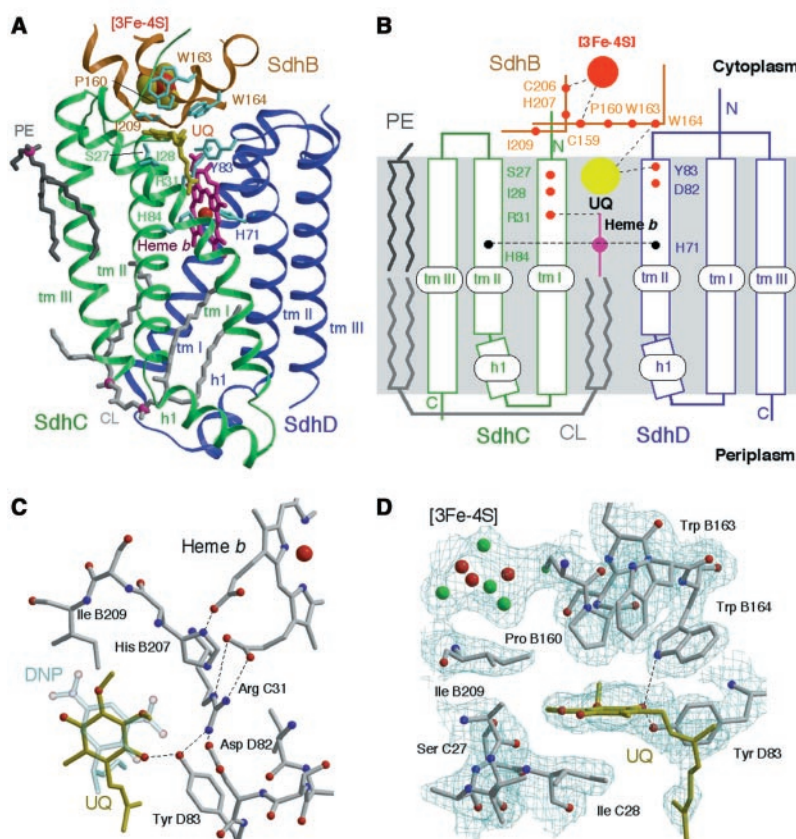 A
[3Fe-4S]
W163
SdhB
P160
W164
I209
UQ
PE
S27
I28
R31
Y83
H84
H71
Heme b
tm II
tm III
tm I
tm II
tm I
tm III
h1
SdhC
CL
h1
SdhD
B
[3Fe-4S]
SdhB
Cytoplasm
C206
H207
P160 W163
W164
PE
I209
C159
N
N
S27
Y83
I28
UQ
D82
R31
Heme b
H84
H71
tm III
tm II
tm I
tm II
tm I
tm III
h1
h1
C
C
SdhC
CL
SdhD
Periplasm
C
Heme b
Ile B209
His B207
DNP
Arg C31
Asp D82
UQ
Tyr D83
D
[3Fe-4S]
Trp B163
Trp B164
Pro B160
Ile B209
Ser C27
UQ
Tyr D83
Ile C28